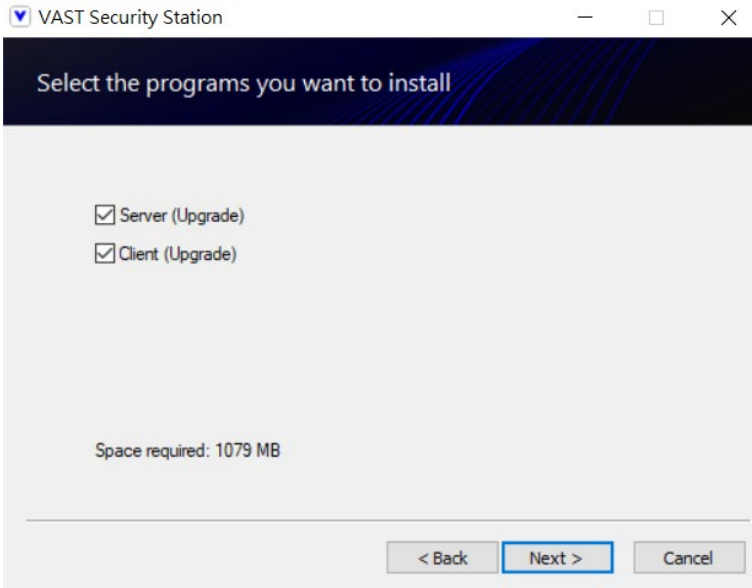 VAST Security Station
Select the programs you want to install
Server (Upgrade)
Client (Upgrade)
Space required: 1079 MB
< Back Next > Cancel